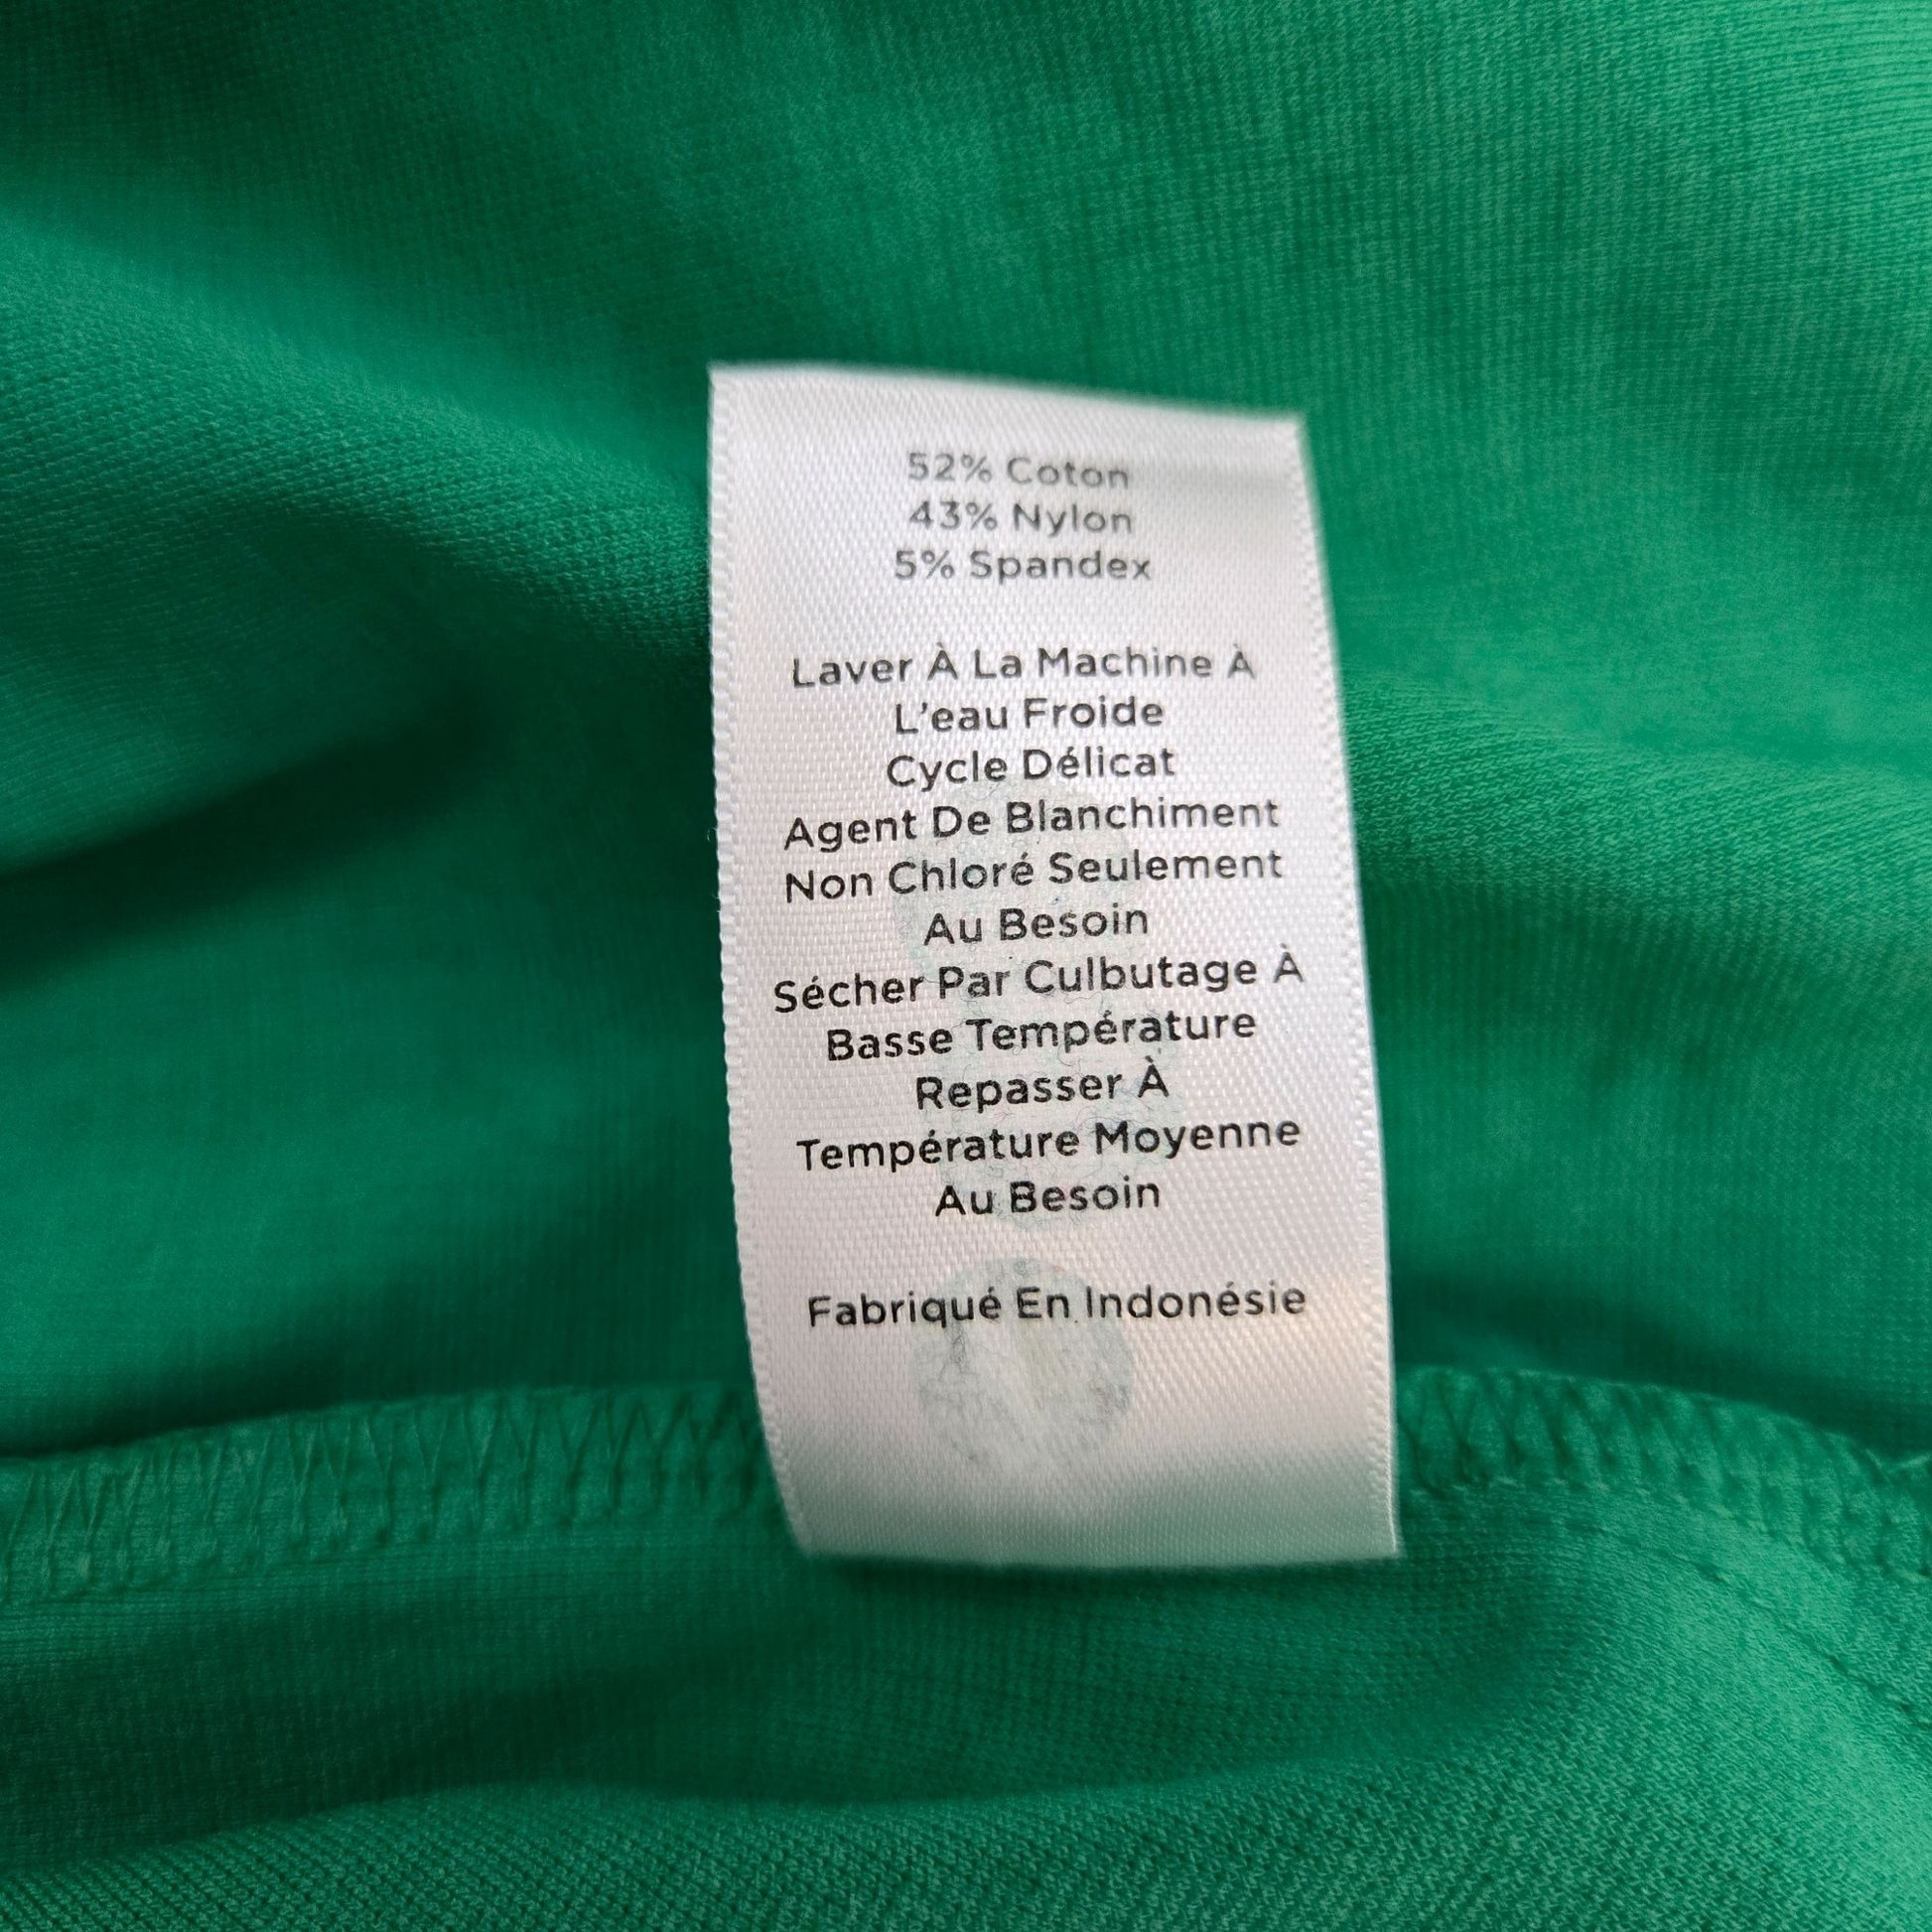 52% Coton
43% Nylon
5% Spandex
Laver À La Machine À
L'eau Froide
Cycle Délicat
Agent De Blanchiment
Non Chloré Seulement
Au Besoin
Sécher Par Culbutage À
Basse Température
Repasser À
Température Moyenne
Au Besoin
Fabriqué En Indonésie